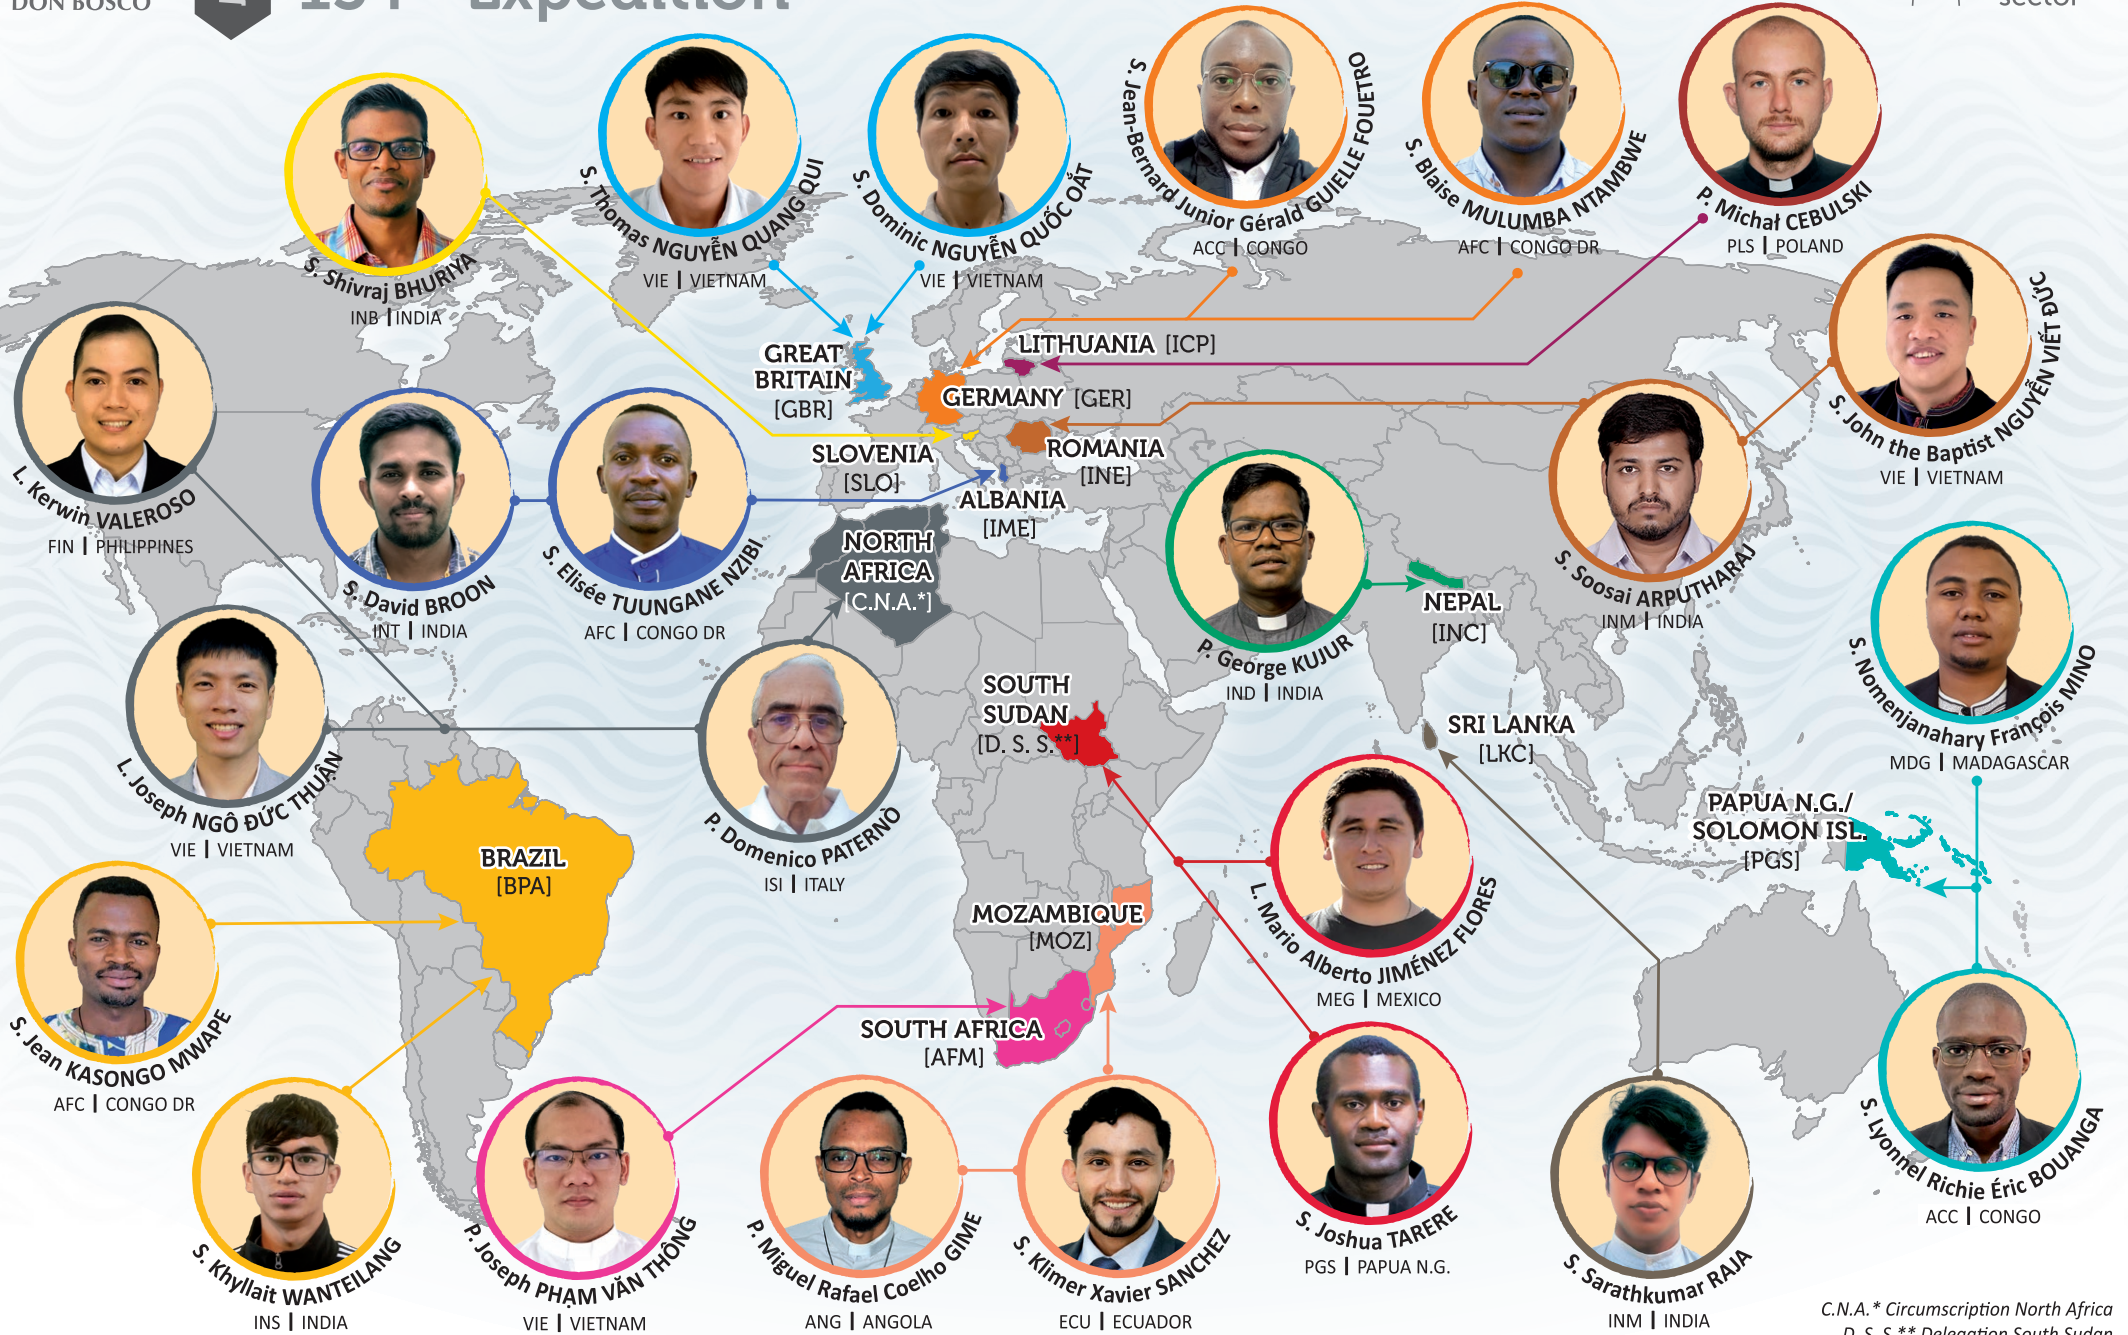 DON BOSCO
154 Expedition
sector
S. Shivraj BHURIYA
INB | INDIA
S. Thomas NGUYỄN QUANG QUI
VIE | VIETNAM
S. Dominic NGUYỄN QUỐC OẮT
VIE | VIETNAM
S. Jean-Bernard Junior Gérald GUIELLE FOUETRO
ACC | CONGO
S. Blaise MULUMBA NTAMBWE
AFC | CONGO DR
P. Michał CEBULSKI
PLS | POLAND
S. John the Baptist NGUYỄN VIẾT ĐỨC
VIE | VIETNAM
L. Kerwin VALEROSO
FIN | PHILIPPINES
S. David BROON
INT | INDIA
S. Elisée TUUNGANE NZIBI
AFC | CONGO DR
GREAT
BRITAIN
[GBR]
LITHUANIA [ICP]
GERMANY [GER]
SLOVENIA
[SLO]
ROMANIA
[INE]
ALBANIA
[IME]
NORTH
AFRICA
[C.N.A.*]
P. George KUJUR
IND | INDIA
NEPAL
[INC]
S. Soosai ARPUTHARAJ
INM | INDIA
S. Nomenjanahary François MINO
MDG | MADAGASCAR
L. Joseph NGÔ ĐỨC THUẬN
VIE | VIETNAM
P. Domenico PATERNÒ
ISI | ITALY
SOUTH
SUDAN
[D. S. S.**]
SRI LANKA
[LKC]
PAPUA N.G./
SOLOMON ISL.
[PGS]
BRAZIL
[BPA]
MOZAMBIQUE
[MOZ]
L. Mario Alberto JIMÉNEZ FLORES
MEG | MEXICO
S. Jean KASONGO MWAPE
AFC | CONGO DR
SOUTH AFRICA
[AFM]
S. Khyllait WANTEILANG
INS | INDIA
P. Joseph PHẠM VĂN THÔNG
VIE | VIETNAM
P. Miguel Rafael Coelho GIME
ANG | ANGOLA
S. Klimer Xavier SANCHEZ
ECU | ECUADOR
S. Joshua TARERE
PGS | PAPUA N.G.
S. Sarathkumar RAJA
INM | INDIA
S. Lyonnel Richie Éric BOUANGA
ACC | CONGO
C.N.A.* Circumscription North Africa
D. S. S.** Delegation South Sudan